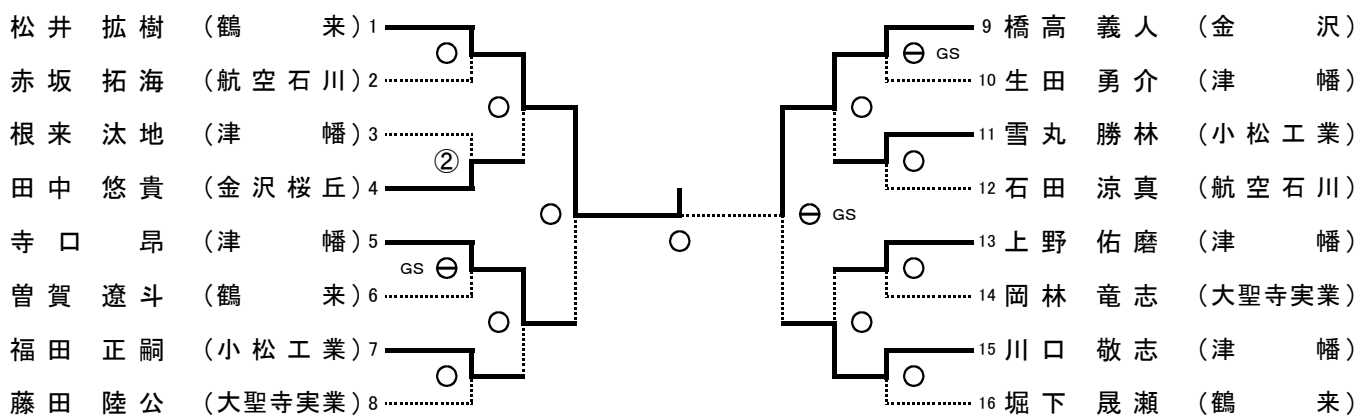 松井 拡樹 （鶴来）1
赤坂 拓海 （航空石川）2
根来 汰地 （津幡）3
田中 悠貴 （金沢桜丘）4
寺口 昴 （津幡）5
曽賀 遼斗 （鶴来）6
福田 正嗣 （小松工業）7
藤田 陸公 （大聖寺実業）8
○
○
②
○
GS ⊖
○
○
○
⊖ GS
○
○
⊖ GS
○
○
○
9 橋高 義人 （金沢）
10 生田 勇介 （津幡）
11 雪丸 勝林 （小松工業）
12 石田 涼真 （航空石川）
13 上野 佑磨 （津幡）
14 岡林 竜志 （大聖寺実業）
15 川口 敬志 （津幡）
16 堀下 晟瀬 （鶴来）